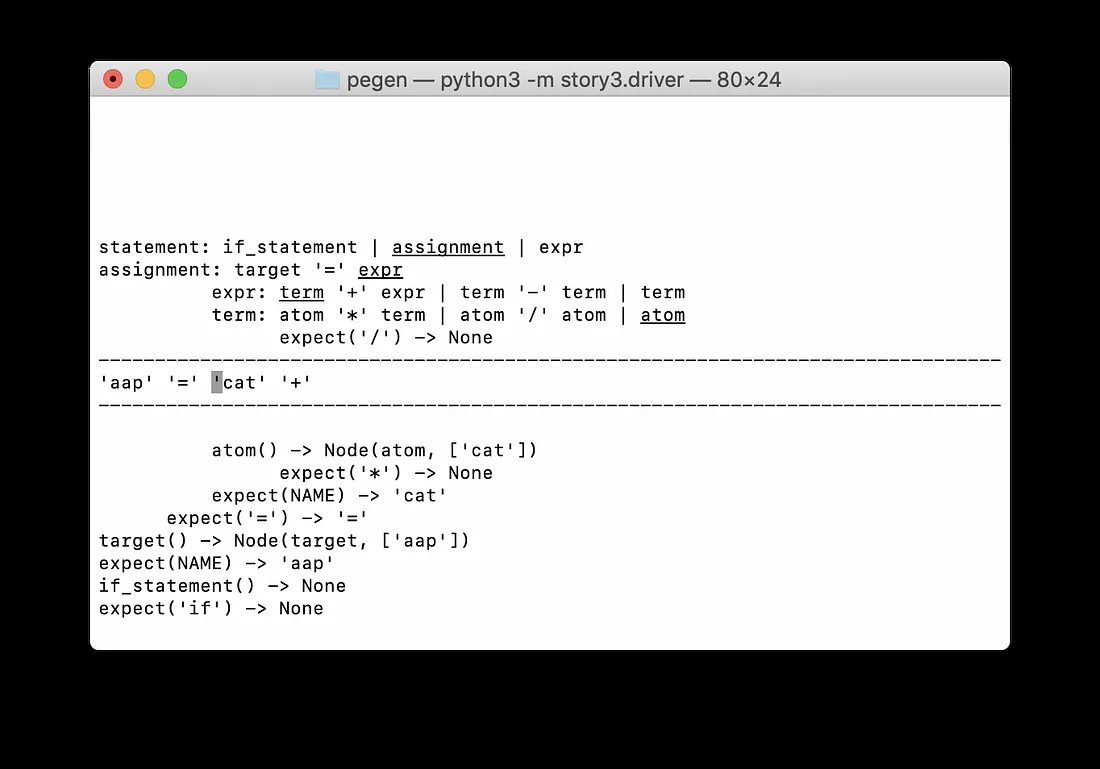 pegen — python3 -m story3.driver — 80×24
statement: if_statement | assignment | expr
assignment: target '=' expr
          expr: term '+' expr | term '-' term | term
          term: atom '*' term | atom '/' atom | atom
                expect('/') -> None
--------------------------------------------------------------------------------
'aap' '=' 'cat' '+'
--------------------------------------------------------------------------------
          atom() -> Node(atom, ['cat'])
                expect('*') -> None
          expect(NAME) -> 'cat'
      expect('=') -> '='
target() -> Node(target, ['aap'])
expect(NAME) -> 'aap'
if_statement() -> None
expect('if') -> None